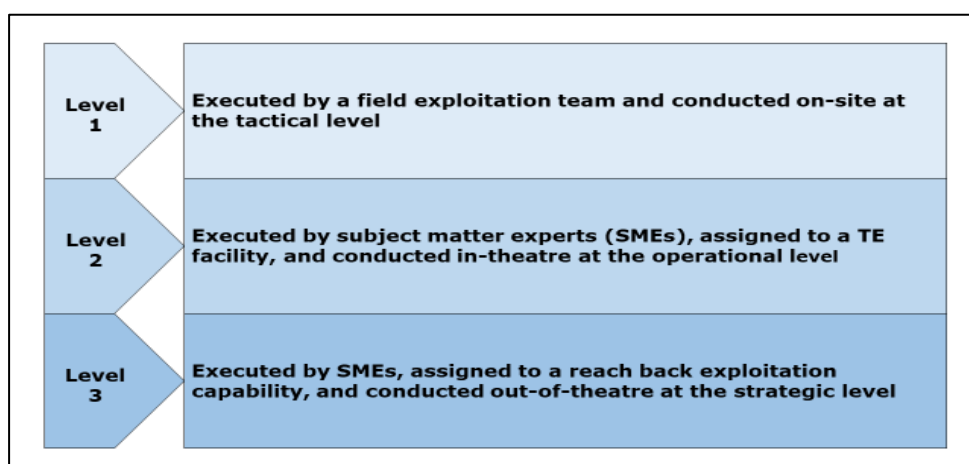 Level
1
Executed by a field exploitation team and conducted on-site at
the tactical level
Level
2
Executed by subject matter experts (SMEs), assigned to a TE
facility, and conducted in-theatre at the operational level
Level
3
Executed by SMEs, assigned to a reach back exploitation
capability, and conducted out-of-theatre at the strategic level